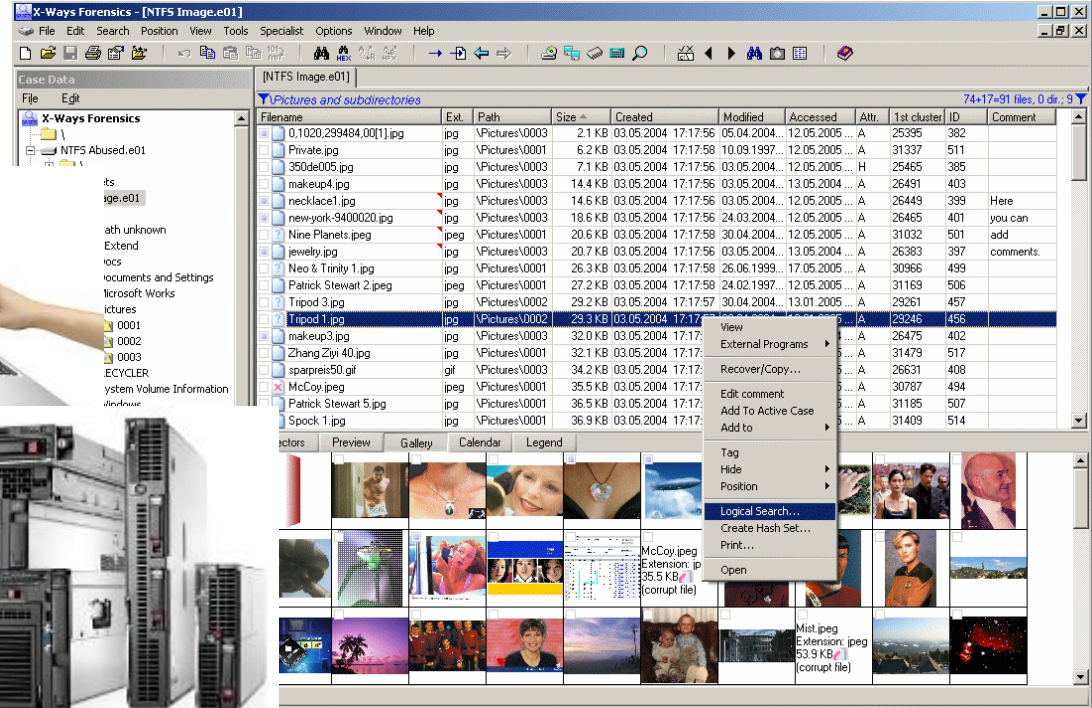 X-Ways Forensics - [NTFS Image.e01]
File Edit Search Position View Tools Specialist Options Window Help
Case Data
[NTFS Image.e01]
File Edit
\Pictures and subdirectories 74+17=91 files, 0 dir.; 9
X-Ways Forensics
\
NTFS Abused.e01
\
ets
age.e01
ath unknown
Extend
ocs
ocuments and Settings
icrosoft Works
ictures
0001
0002
0003
ECYCLER
ystem Volume Information
Windows
Filename Ext. Path Size Created Modified Accessed Attr. 1st cluster ID Comment
0,1020,299484,00[1].jpg jpg \Pictures\0003 2.1 KB 03.05.2004 17:17:56 05.04.2004... 12.05.2005 ... A 25395 382
Private.jpg jpg \Pictures\0001 6.2 KB 03.05.2004 17:17:58 10.09.1997... 12.05.2005 ... A 31337 511
350de005.jpg jpg \Pictures\0003 7.1 KB 03.05.2004 17:17:56 03.05.2004... 12.05.2005 ... H 25465 385
makeup4.jpg jpg \Pictures\0003 14.4 KB 03.05.2004 17:17:56 03.05.2004... 13.05.2004 ... A 26491 403
necklace1.jpg jpg \Pictures\0003 14.6 KB 03.05.2004 17:17:56 03.05.2004... 12.05.2005 ... A 26449 399 Here
new-york-9400020.jpg jpg \Pictures\0003 18.6 KB 03.05.2004 17:17:56 24.03.2004... 12.05.2005 ... A 26465 401 you can
Nine Planets.jpeg jpeg \Pictures\0001 20.6 KB 03.05.2004 17:17:58 30.04.2004... 12.05.2005 ... A 31032 501 add
jewelry.jpg jpg \Pictures\0003 20.7 KB 03.05.2004 17:17:56 03.05.2004... 13.05.2004 ... A 26383 397 comments.
Neo & Trinity 1.jpg jpg \Pictures\0001 26.3 KB 03.05.2004 17:17:58 26.06.1999... 17.05.2005 ... A 30966 499
Patrick Stewart 2.jpeg jpg \Pictures\0001 27.2 KB 03.05.2004 17:17:58 24.02.1997... 12.05.2005 ... A 31169 506
Tripod 3.jpg jpg \Pictures\0002 29.2 KB 03.05.2004 17:17:57 30.04.2004... 13.01.2005 ... A 29261 457
Tripod 1.jpg jpg \Pictures\0002 29.3 KB 03.05.2004 A 29246 456
makeup3.jpg jpg \Pictures\0003 32.0 KB 03.05.2004 17:17: A 26475 402
Zhang Ziyi 40.jpg jpg \Pictures\0001 32.1 KB 03.05.2004 17:17: A 31479 517
sparpreis50.gif gif \Pictures\0003 34.2 KB 03.05.2004 17:17: A 26631 408
McCoy.jpeg jpeg \Pictures\0001 35.5 KB 03.05.2004 17:17: A 30787 494
Patrick Stewart 5.jpg jpg \Pictures\0001 36.5 KB 03.05.2004 17:17: A 31185 507
Spock 1.jpg jpg \Pictures\0001 36.9 KB 03.05.2004 17:17: A 31409 514
View
External Programs
Recover/Copy...
Edit comment
Add To Active Case
Add to
Tag
Hide
Position
Logical Search...
Create Hash Set...
Print...
Open
ectors Preview Gallery Calendar Legend
McCoy.jpeg
Extension: jp
35.5 KB
(corrupt file)
Mist.jpeg
Extension: jpeg
53.9 KB
(corrupt file)